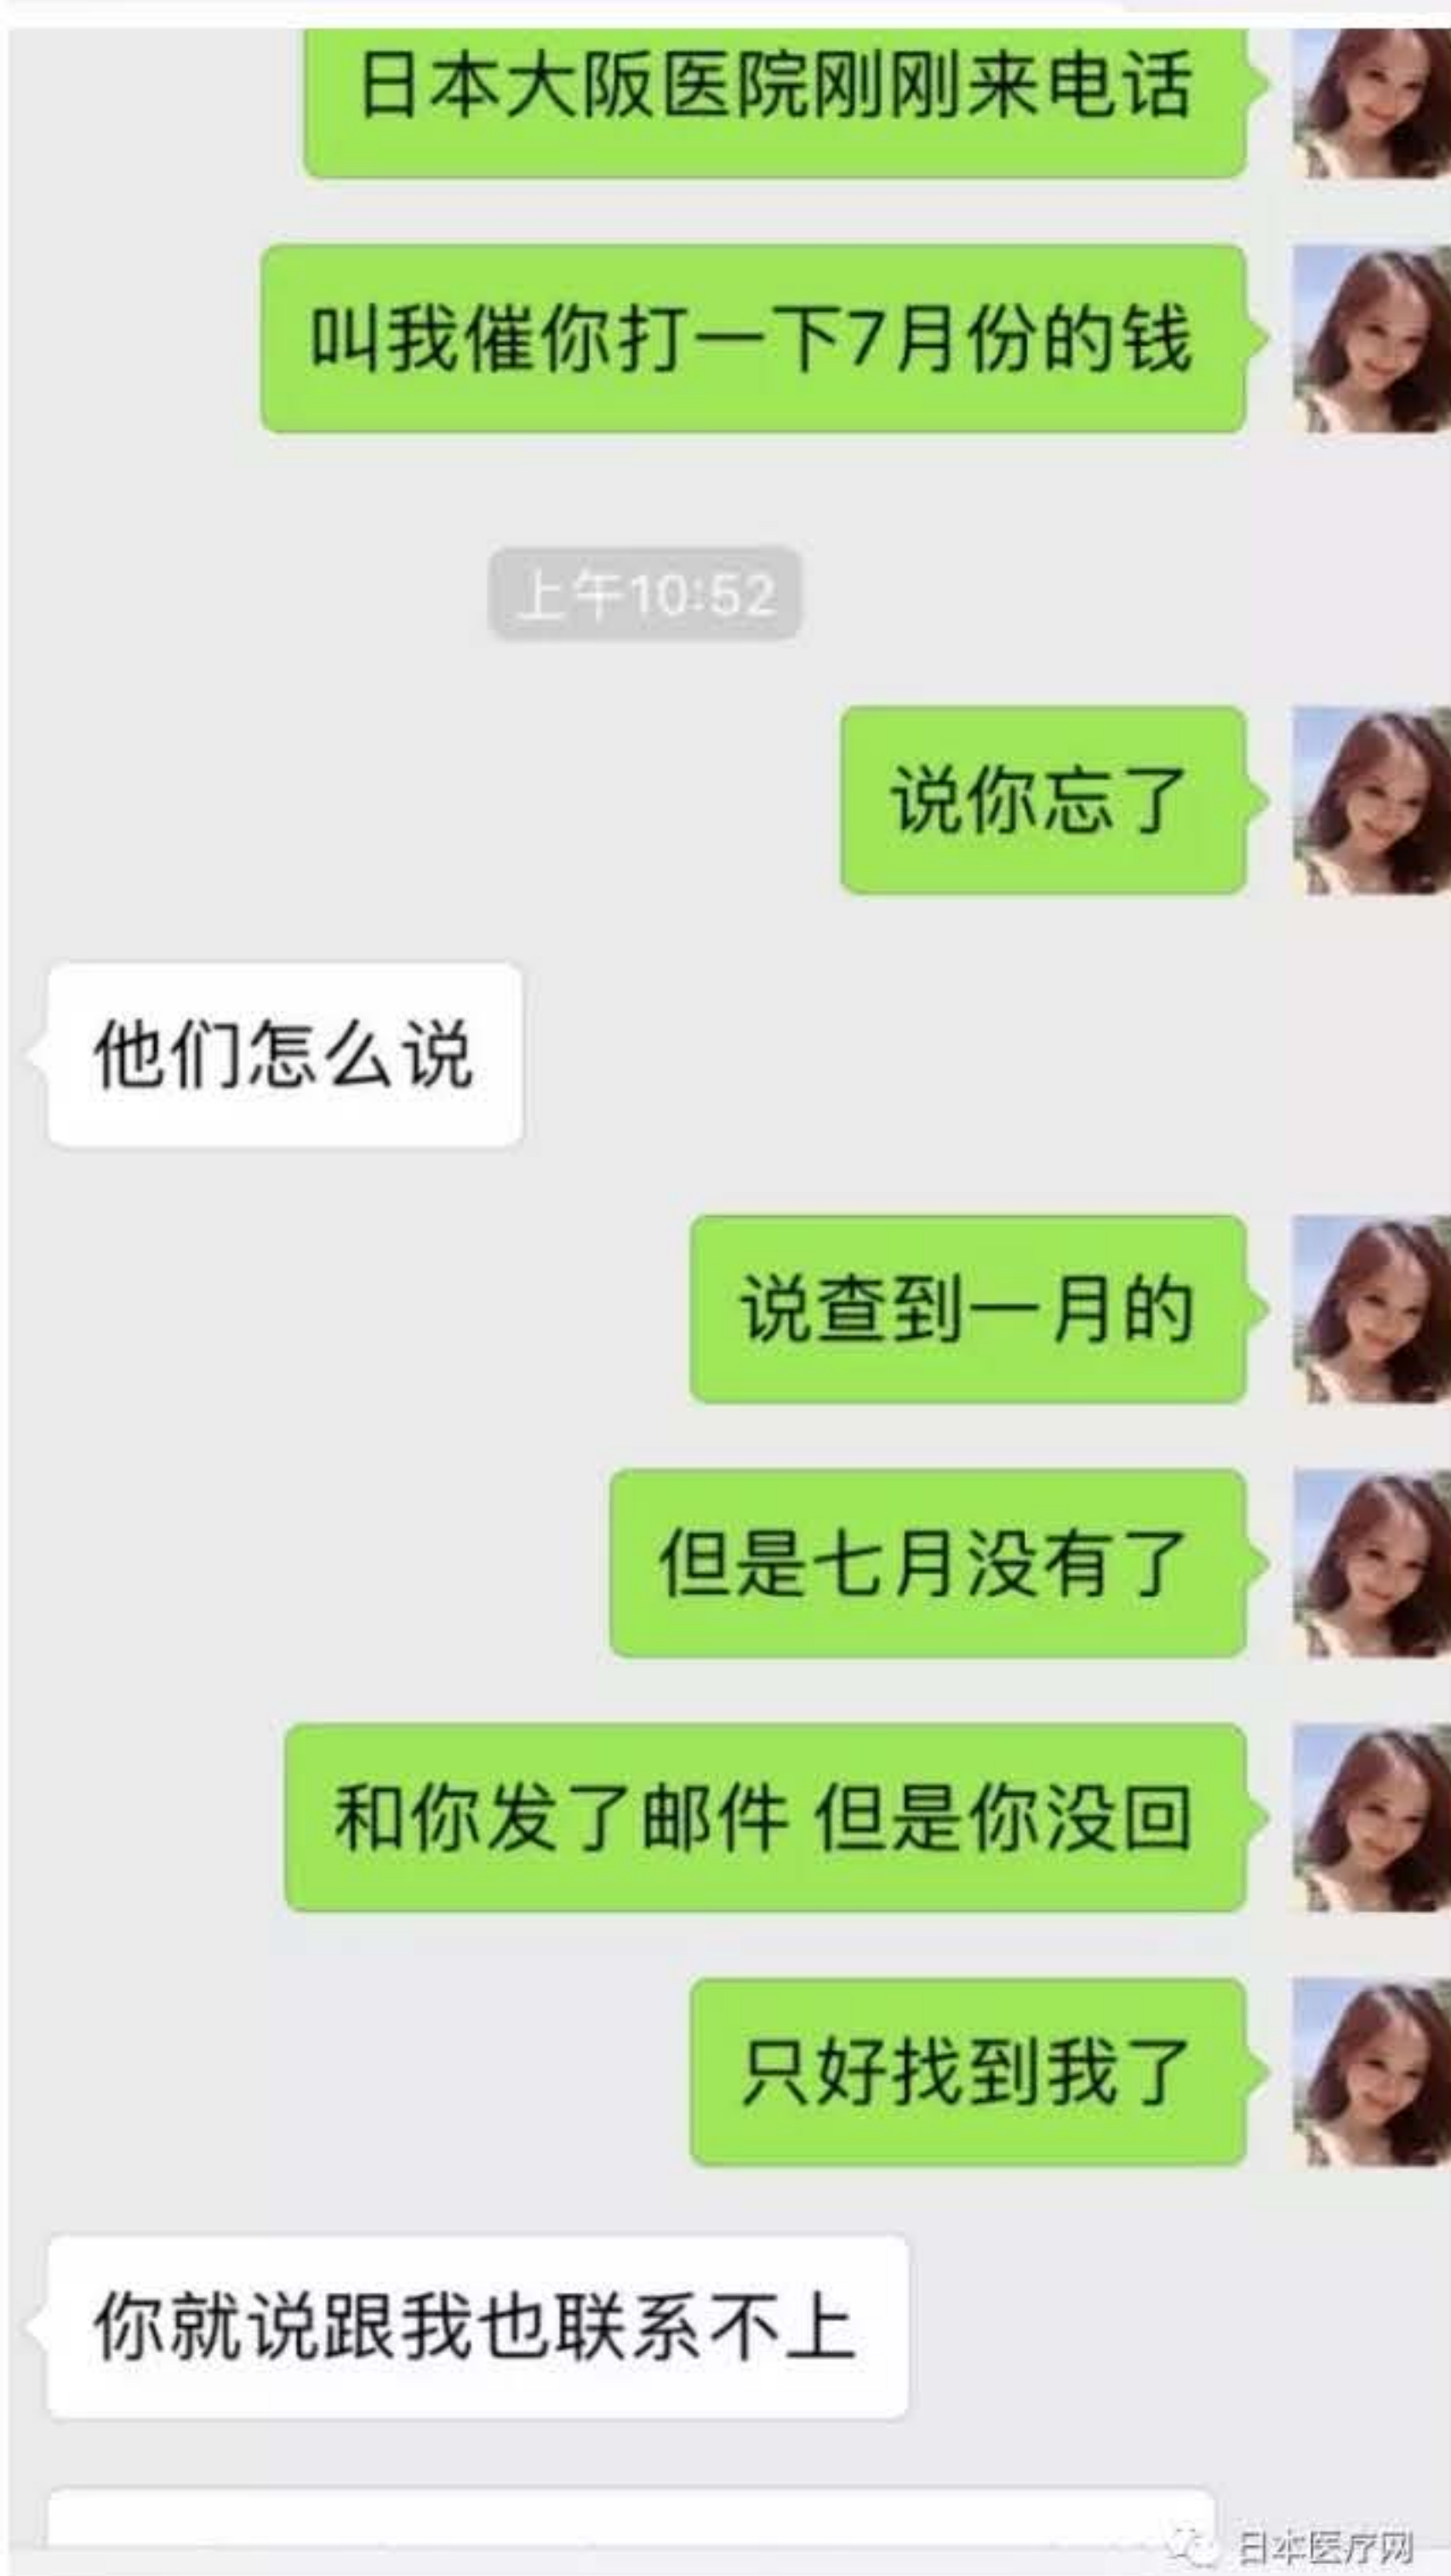 日本大阪医院刚刚来电话
叫我催你打一下7月份的钱
上午10:52
说你忘了
他们怎么说
说查到一月的
但是七月没有了
和你发了邮件 但是你没回
只好找到我了
你就说跟我也联系不上
日本医疗网